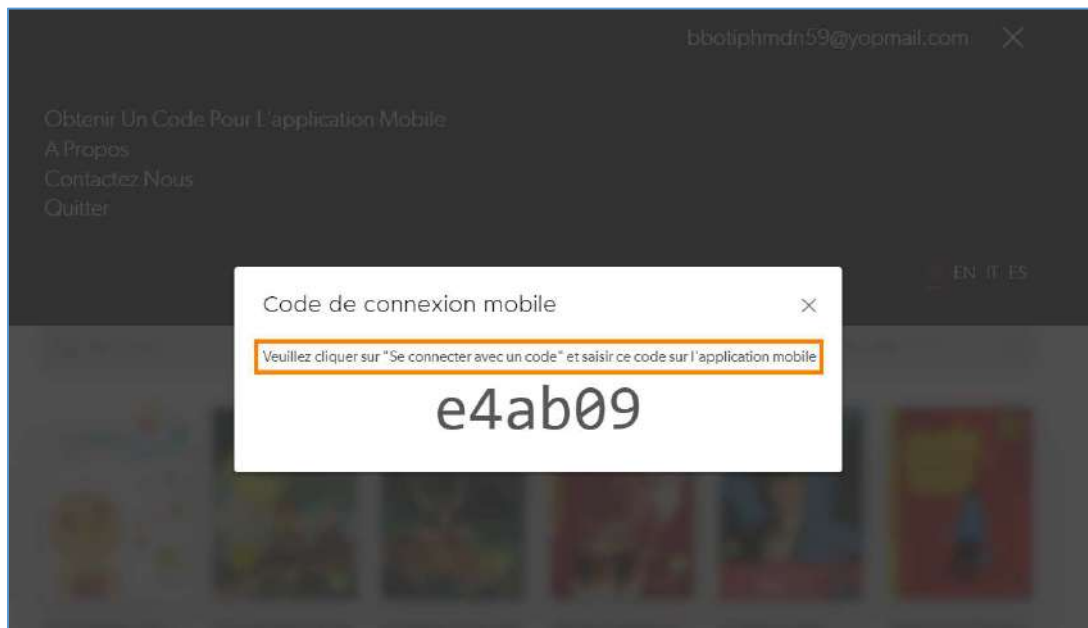 bbotiphmdn59@yopmail.com
Obtenir Un Code Pour L'application Mobile
A Propos
Contactez Nous
Quitter
EN IT ES
Code de connexion mobile
Veuillez cliquer sur "Se connecter avec un code" et saisir ce code sur l'application mobile
e4ab09